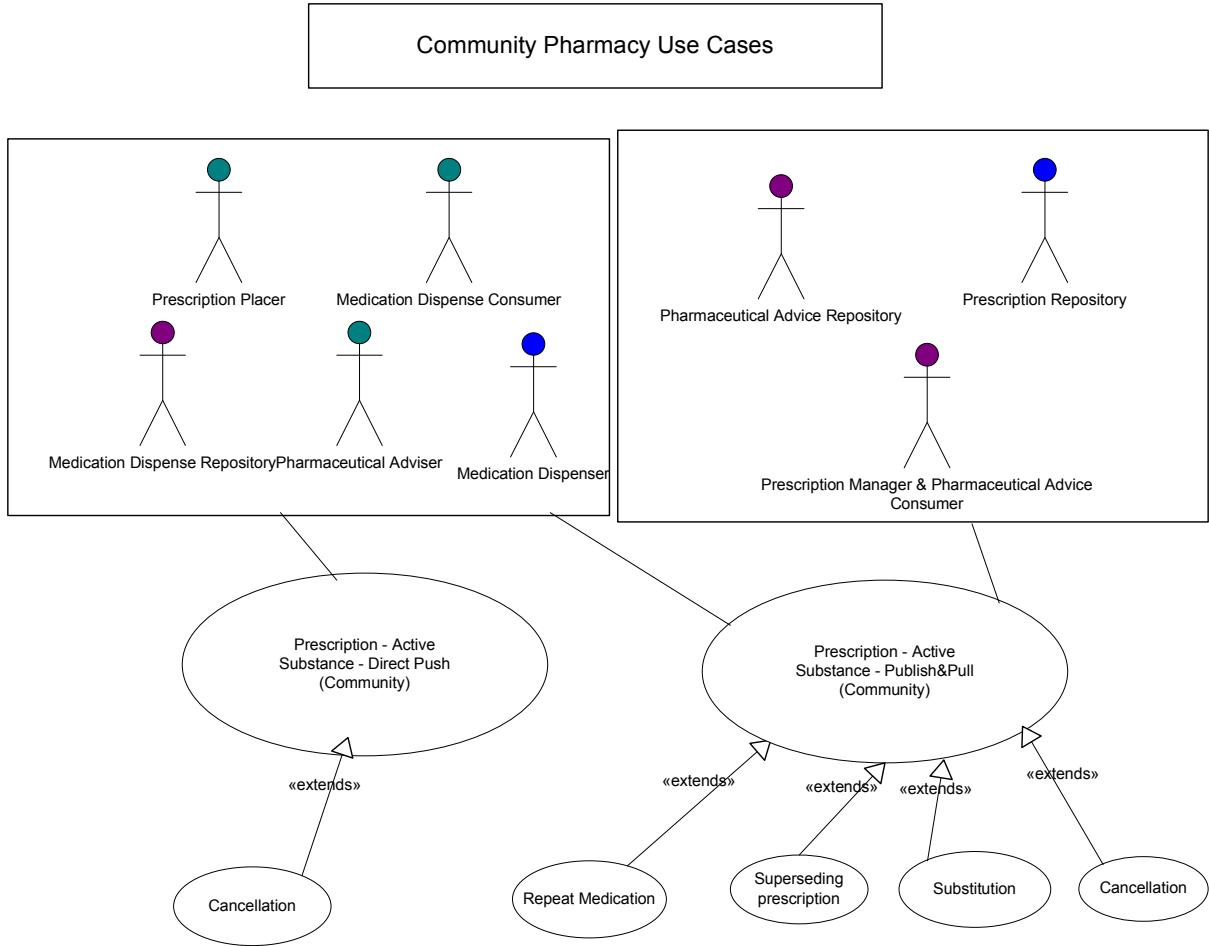 Community Pharmacy Use Cases
Prescription Placer
Medication Dispense Consumer
Medication Dispense Repository
Pharmaceutical Adviser
Medication Dispenser
Pharmaceutical Advice Repository
Prescription Repository
Prescription Manager & Pharmaceutical Advice
Consumer
Prescription - Active
Substance - Direct Push
(Community)
Prescription - Active
Substance - Publish&Pull
(Community)
«extends»
«extends»
«extends»
«extends»
«extends»
Cancellation
Repeat Medication
Superseding
prescription
Substitution
Cancellation